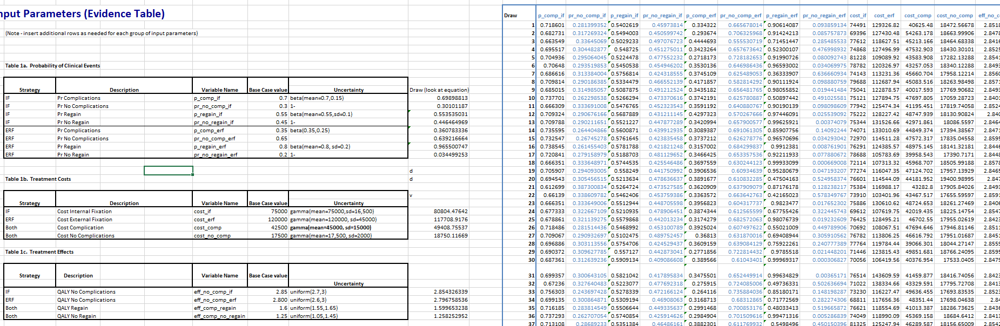 nput Parameters (Evidence Table)
(Note - insert additional rows as needed for each group of input parameters)
Table 1a. Probability of Clinical Events
Strategy Description Variable Name Base Case value Uncertainty Draw (look at equation)
IF Pr Complications p_comp_if 0.7 beta(mean=0.7,0.15) 0.69898813
IF Pr No Complications pr_no_comp_if 0.3 1- 0.30101187
IF Pr Regain p_regain_if 0.55 beta(mean=0.55,sd=0.1) 0.553535031
IF Pr No Regain pr_no_regain_if 0.45 1- 0.446464969
ERF Pr Complications p_comp_erf 0.35 beta(0.35,0.25) 0.360783336
ERF Pr No Complications pr_no_comp_erf 0.65 0.639216664
ERF Pr Regain p_regain_erf 0.8 beta(mean=0.8, sd=0.2) 0.965500747
ERF Pr No Regain pr_no_regain_erf 0.2 1- 0.034499253
d
Table 1b. Treatment Costs d
v
Strategy Description Variable Name Base Case value Uncertainty
IF Cost Internal Fixation cost_if 75000 gamma(mean=75000,sd=16,500) 80804.47642
ERF Cost External Fixation cost_erf 120000 gamma(mean=120000, sd=45000) 117708.9176
Both Cost Complication cost_comp 42500 gamma(mean=45000, sd=15000) 49408.75537
Both Cost No Complications cost_no_comp 17500 gamma(mean=17,500, sd=2000) 18750.11669
Table 1c. Treatment Effects
Strategy Description Variable Name Base Case value Uncertainty
IF QALY No Complications eff_no_comp_if 2.85 uniform(2.7,3) 2.854326339
ERF QALY No Complications eff_no_comp_erf 2.800 uniform(2.6,3) 2.796758536
Both QALY Regain eff_comp_regain 1.6 uniform(1.55,1.65) 1.599653238
Both QALY No Regain eff_comp_no_regain 1.25 uniform(1.05,1.45) 1.258252952
Draw p_comp_if pr_no_comp_if p_regain_if pr_no_regain_if p_comp_erf pr_no_comp_erf p_regain_erf pr_no_regain_erf cost_if cost_erf cost_comp cost_no_comp eff_no_c
1 0.718601 0.281399352 0.5402619 0.45973814 0.334322 0.665678014 0.90614087 0.093859134 74491 129326.82 40625.48 18472.56678 2.851
2 0.682731 0.317269324 0.5494003 0.450599742 0.293674 0.706325968 0.91424213 0.085757873 69396 127430.48 54263.178 18663.99906 2.847
3 0.663549 0.33645069 0.5029233 0.497076723 0.4444693 0.555530719 0.71451447 0.285485533 77612 118627.51 45213.166 18464.68338 2.841
4 0.695517 0.304482877 0.548725 0.451275011 0.3423264 0.657673642 0.52300107 0.476998932 74868 127496.99 47532.903 18430.30101 2.852
5 0.704936 0.295064045 0.5224478 0.477552232 0.2718173 0.728182653 0.91990726 0.080092743 81228 109089.92 43583.908 17282.13288 2.854
6 0.70648 0.293519853 0.5450538 0.454946202 0.3530136 0.646986436 0.96593002 0.034069975 78782 120326.97 43257.053 18340.12288 2.849
7 0.686616 0.313384004 0.5756814 0.424318555 0.3745109 0.625489053 0.36333907 0.636660934 74143 113231.36 45660.704 17958.12214 2.856
8 0.709814 0.290186385 0.5334479 0.466552139 0.4171857 0.582814292 0.90111924 0.098880759 79688 112687.94 45083.516 18263.98498 2.857
9 0.685015 0.314985057 0.5087875 0.491212524 0.3435182 0.656481765 0.98055852 0.019441484 75041 122878.57 40017.593 17769.90682 2.849
10 0.737701 0.262298538 0.5266294 0.473370616 0.3742191 0.625780887 0.50897442 0.491025581 75121 127894.75 47697.805 17059.28723 2.840
11 0.666309 0.333691008 0.5476765 0.452323543 0.3591192 0.640880767 0.90190139 0.098098609 77942 125474.34 41195.451 17819.74058 2.852
12 0.709324 0.290676166 0.5687889 0.431211145 0.4297323 0.570267666 0.97446091 0.025539092 75222 128227.42 48747.939 18130.90824 2.84
13 0.709788 0.290211651 0.5521227 0.447877289 0.3420994 0.657900577 0.99625921 0.00374079 75344 131526.66 42971.861 18086.5597 2.846
14 0.735595 0.264404866 0.5600871 0.439912935 0.3089387 0.691061305 0.85907756 0.14092244 74071 133010.69 44849.374 17394.38567 2.847
15 0.732547 0.26745278 0.5761645 0.423835458 0.3737212 0.626278776 0.96570696 0.034293042 72970 114511.28 47572.317 17835.04558 2.859
16 0.738545 0.261455403 0.5781788 0.421821248 0.3157002 0.684299837 0.9912381 0.008761901 76291 124385.57 48975.145 18141.32181 2.844
17 0.720841 0.279158979 0.5188703 0.481129652 0.3466425 0.653357536 0.92211933 0.077880672 78688 105783.69 39958.543 17390.7171 2.844
18 0.666351 0.333648971 0.5744535 0.425546486 0.3697559 0.630244123 0.99933099 0.000669008 72114 107313.32 45968.707 18505.99188 2.857
19 0.705907 0.294093005 0.558249 0.441750992 0.3906536 0.60934639 0.95280679 0.047193207 77274 116047.35 47124.702 17957.13929 2.846
20 0.694543 0.305456515 0.5213634 0.478636637 0.3891677 0.610832285 0.47504163 0.524958374 76601 114544.09 44181.952 19400.98995 2.847
21 0.612699 0.387300834 0.5264724 0.473527585 0.3620909 0.637909079 0.87176178 0.128238217 75384 116988.17 43282.8 17905.84026 2.849
22 0.66139 0.338609782 0.5462406 0.453759386 0.3363572 0.663642763 0.42165023 0.578349767 73910 103401.96 43467.517 17655.59597 2.859
23 0.666351 0.333649006 0.5512944 0.448705598 0.3956823 0.604317737 0.9823477 0.017652302 75886 130610.62 48724.653 18261.27469 2.840
24 0.677333 0.322667109 0.5210935 0.478906451 0.3874344 0.612565599 0.67755426 0.322445743 69612 107619.75 42019.435 18225.14754 2.854
25 0.678861 0.321139275 0.5579868 0.442013234 0.3174279 0.682572063 0.98076739 0.019232609 76425 128495.21 46702.55 17955.02619 2.842
26 0.718486 0.281514436 0.5468992 0.453100789 0.3925024 0.607497622 0.55021009 0.449789906 70692 108067.51 47694.646 17946.81146 2.851
27 0.709067 0.290932697 0.5102475 0.489752457 0.36813 0.631870016 0.69408944 0.305910562 76782 113806.25 46616.792 17951.01687 2.845
28 0.696886 0.303113556 0.5754706 0.424529437 0.3609159 0.639084129 0.75922261 0.240777389 77764 119784.44 39066.301 18044.27147 2.855
29 0.690372 0.309627785 0.557127 0.442873041 0.2771856 0.722814432 0.9785518 0.021448201 71446 123815.43 49851.681 18766.24095 2.859
30 0.687361 0.312639236 0.5909134 0.409086608 0.389566 0.61043401 0.99969317 0.000306827 70056 106419.56 40376.954 17533.0405 2.847
31 0.699357 0.300643105 0.5821042 0.417895834 0.3475501 0.652449914 0.99634829 0.00365171 76514 143609.59 41459.877 18416.74056 2.842
32 0.67236 0.327640483 0.5223077 0.477692318 0.275915 0.724085006 0.49736331 0.502636694 71022 138334.66 43329.591 17795.72708 2.841
33 0.756303 0.243697428 0.5278339 0.472166124 0.264116 0.735884036 0.85180171 0.148198287 73230 116227.47 49636.455 17693.83535 2.852
34 0.699135 0.300864871 0.5309194 0.46908063 0.3168713 0.68312865 0.71772569 0.282274306 68811 117656.36 48351.44 17698.04638 2.8
35 0.716185 0.283814549 0.5506644 0.449335637 0.2991468 0.700853176 0.48033413 0.519665872 76621 118554.69 41013.387 18286.73625 2.843
36 0.737293 0.262707054 0.5740854 0.425914626 0.2984904 0.701509616 0.99471316 0.005286839 74049 118990.09 45369.158 18684.6412 2.841
37 0.713108 0.28689233 0.5351384 0.46486161 0.3882301 0.611769932 0.5498496 0.450150396 81325 125247.94 46289.587 18156.65009 2.854